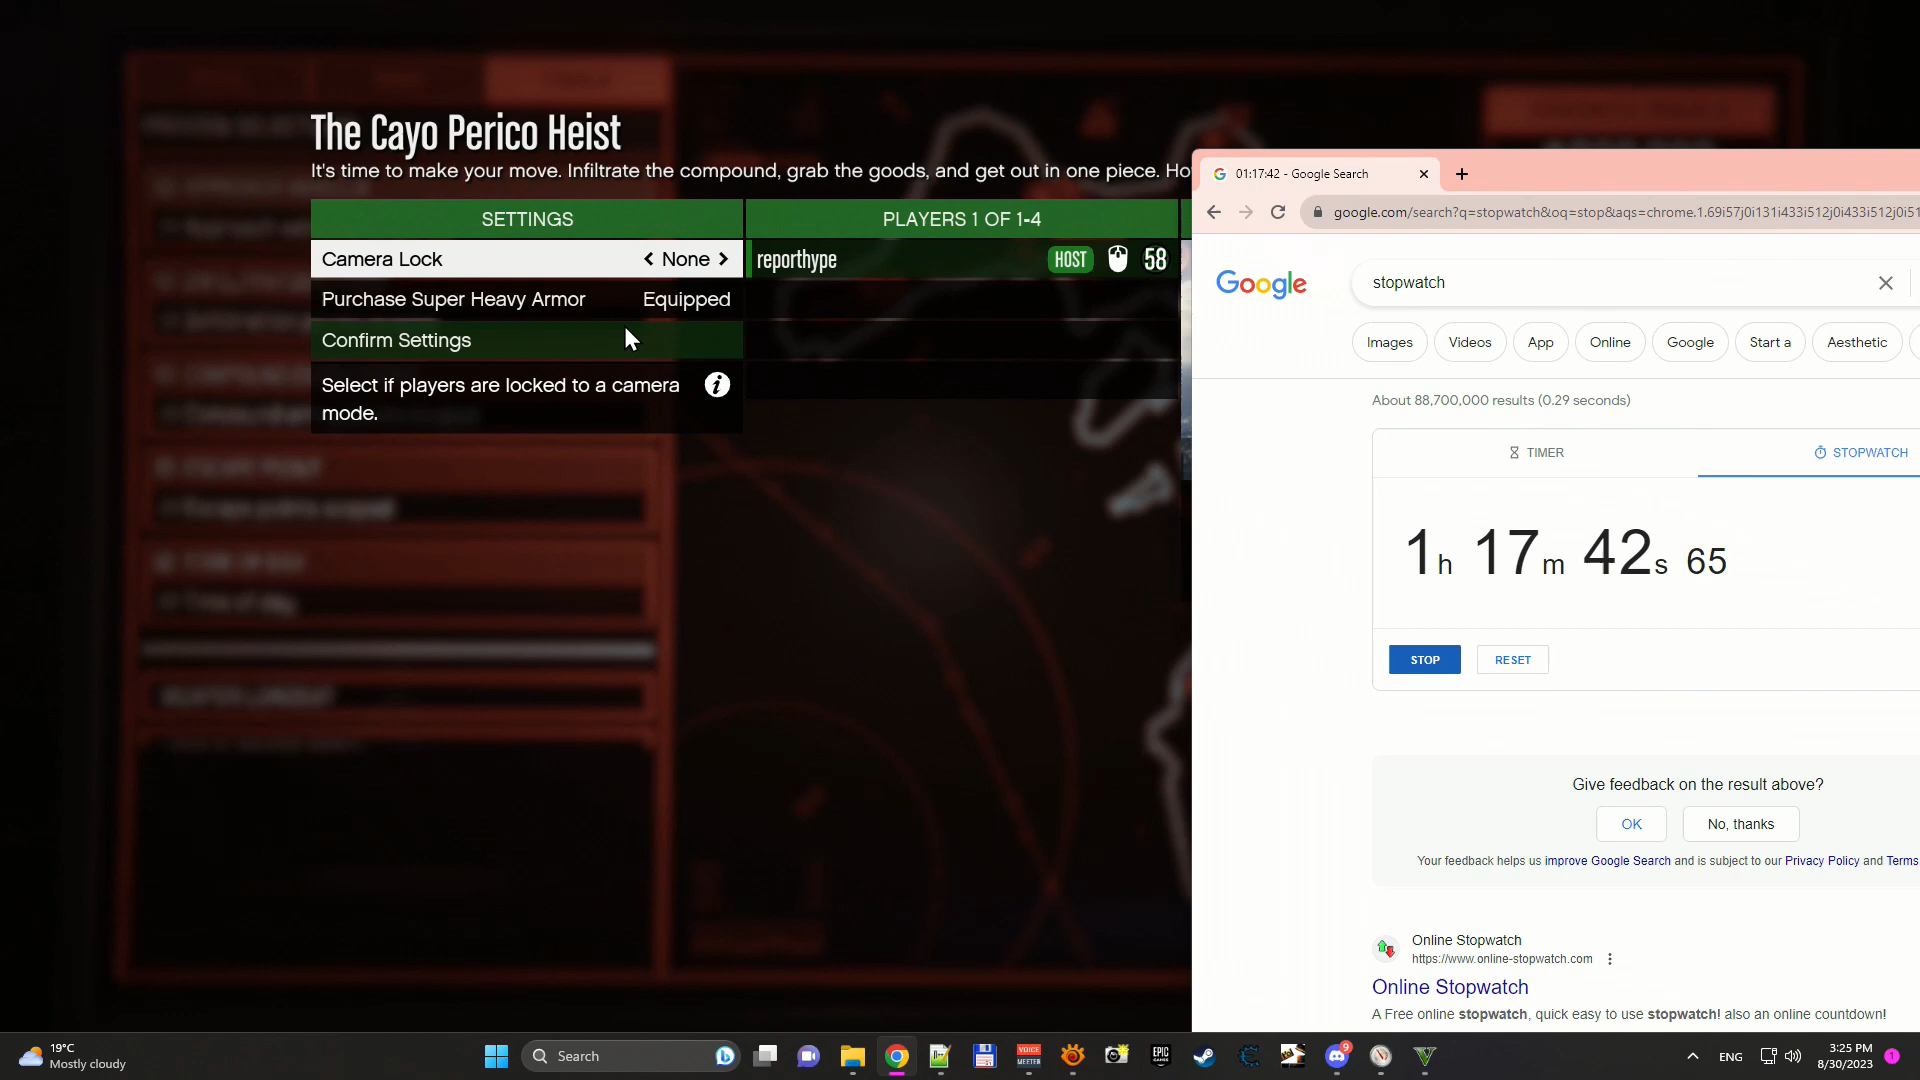 The Cayo Perico Heist
It's time to make your move. Infiltrate the compound, grab the goods, and get out in one piece. Ho
SETTINGS
PLAYERS 1 OF 1-4
Camera Lock
None
reporthype
HOST
58
Purchase Super Heavy Armor
Equipped
Confirm Settings
Select if players are locked to a camera
mode.
01:17:42 - Google Search
google.com/search?q=stopwatch&oq=stop&aqs=chrome.1.69i57j0i131i433i512j0i433i512j0i51
Google
stopwatch
Images
Videos
App
Online
Google
Start a
Aesthetic
About 88,700,000 results (0.29 seconds)
TIMER
STOPWATCH
1h 17m 42s 65
STOP
RESET
Give feedback on the result above?
OK
No, thanks
Your feedback helps us improve Google Search and is subject to our Privacy Policy and Terms
Online Stopwatch
https://www.online-stopwatch.com
Online Stopwatch
A Free online stopwatch, quick easy to use stopwatch! also an online countdown!
19°C
Mostly cloudy
Search
VOICE
MEETER
EPIC
GAMES
9
ENG
3:25 PM
8/30/2023
1